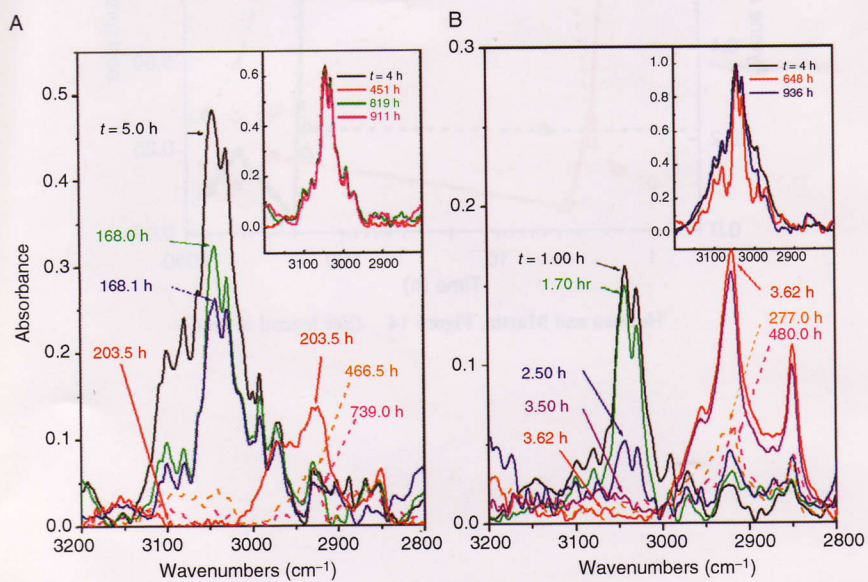 A
0.5
0.4
0.3
0.2
0.1
0.0
Absorbance
3200
3100
3000
2900
2800
Wavenumbers (cm⁻¹)
t = 5.0 h
168.0 h
168.1 h
203.5 h
203.5 h
466.5 h
739.0 h
0.6
0.4
0.2
0.0
3100
3000
2900
t = 4 h
451 h
819 h
911 h
B
0.3
0.2
0.1
0.0
3200
3100
3000
2900
2800
Wavenumbers (cm⁻¹)
t = 1.00 h
1.70 hr
2.50 h
3.50 h
3.62 h
3.62 h
277.0 h
480.0 h
1.0
0.8
0.6
0.4
0.2
0.0
3100
3000
2900
t = 4 h
648 h
936 h